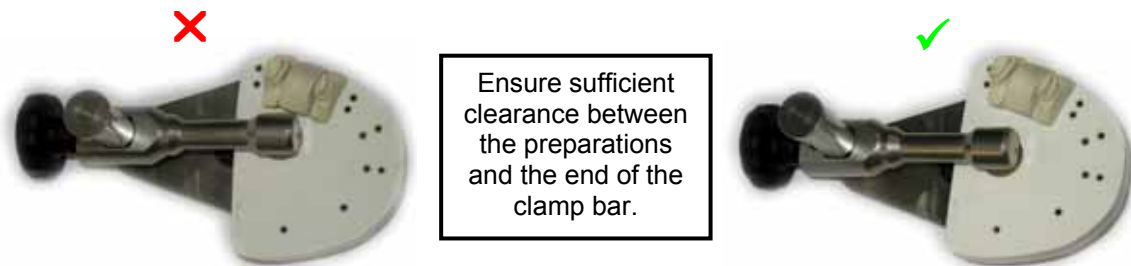 Ensure sufficient
clearance between
the preparations
and the end of the
clamp bar.